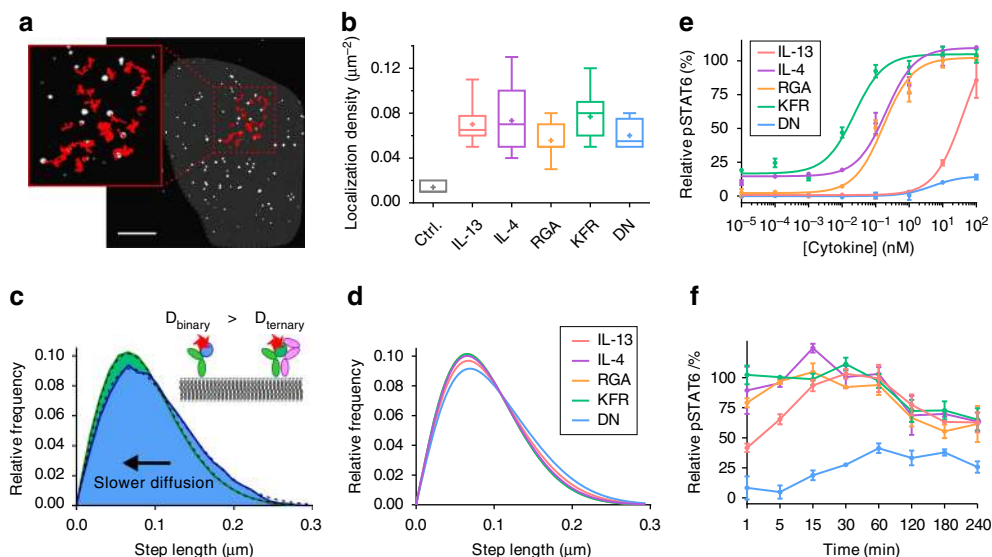 a
b
Localization density (μm⁻²)
0.12
0.08
0.04
0.00
Ctrl.
IL-13
IL-4
RGA
KFR
DN
e
Relative pSTAT6 (%)
100
75
50
25
0
IL-13
IL-4
RGA
KFR
DN
10⁻⁵ 10⁻⁴ 10⁻³ 10⁻² 10⁻¹ 10⁰ 10¹ 10²
[Cytokine] (nM)
c
D binary > D ternary
Relative frequency
0.10
0.08
0.06
0.04
0.02
0.00
Slower diffusion
0.0 0.1 0.2 0.3
Step length (μm)
d
Relative frequency
0.10
0.08
0.06
0.04
0.02
0.00
IL-13
IL-4
RGA
KFR
DN
0.0 0.1 0.2 0.3
Step length (μm)
f
Relative pSTAT6 /%
100
75
50
25
0
1 5 15 30 60 120 180 240
Time (min)